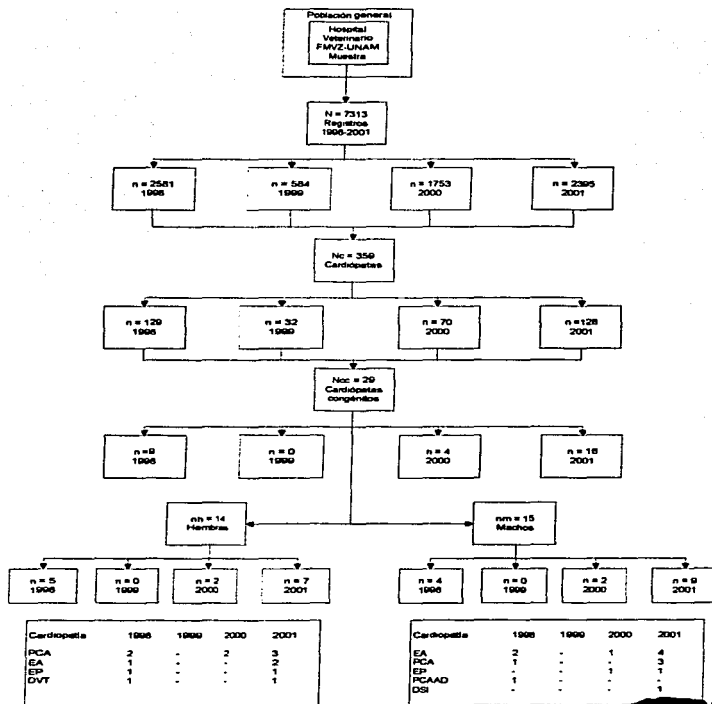 Población general
Hospital
Veterinario
FMVZ-UNAM
Muestra
N = 7313
Registros
1998-2001
n = 2581
1998
n = 584
1999
n = 1753
2000
n = 2395
2001
Nc = 359
Cardiópatas
n = 129
1998
n = 32
1999
n = 70
2000
n = 128
2001
Ncc = 29
Cardiópatas
congénitos
n = 9
1998
n = 0
1999
n = 4
2000
n = 16
2001
nh = 14
Hembras
nm = 15
Machos
n = 5
1998
n = 0
1999
n = 2
2000
n = 7
2001
n = 4
1998
n = 0
1999
n = 2
2000
n = 9
2001
Cardiopatía 1998 1999 2000 2001
PCA 2 - 2 3
EA 1 - - 2
EP 1 - - 1
DVT 1 - - 1
Cardiopatía 1998 1999 2000 2001
EA 2 - 1 4
PCA 1 - - 3
EP - - 1 1
PCAAD 1 - - -
DSI - - - 1